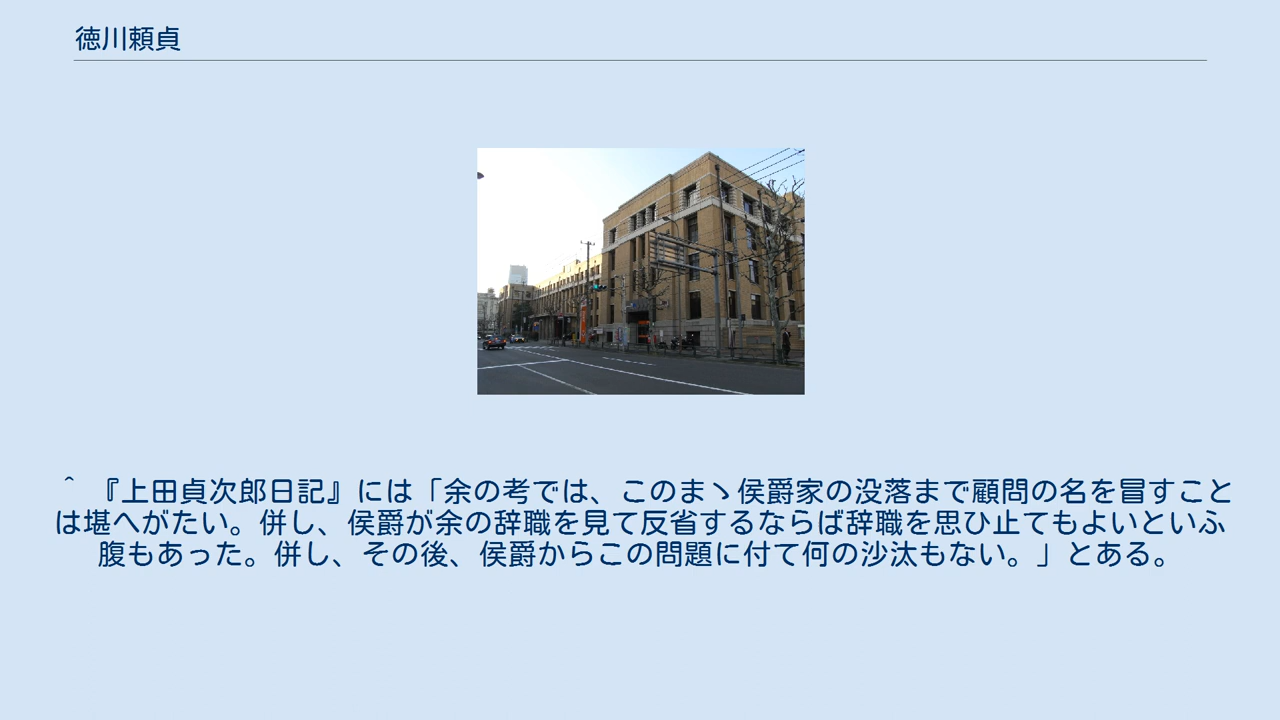 徳川頼貞
^ 『上田貞次郎日記』には「余の考では、このまゝ侯爵家の没落まで顧問の名を冒すこと
は堪へがたい。併し、侯爵が余の辞職を見て反省するならば辞職を思ひ止てもよいといふ
腹もあった。併し、その後、侯爵からこの問題に付て何の沙汰もない。」とある。